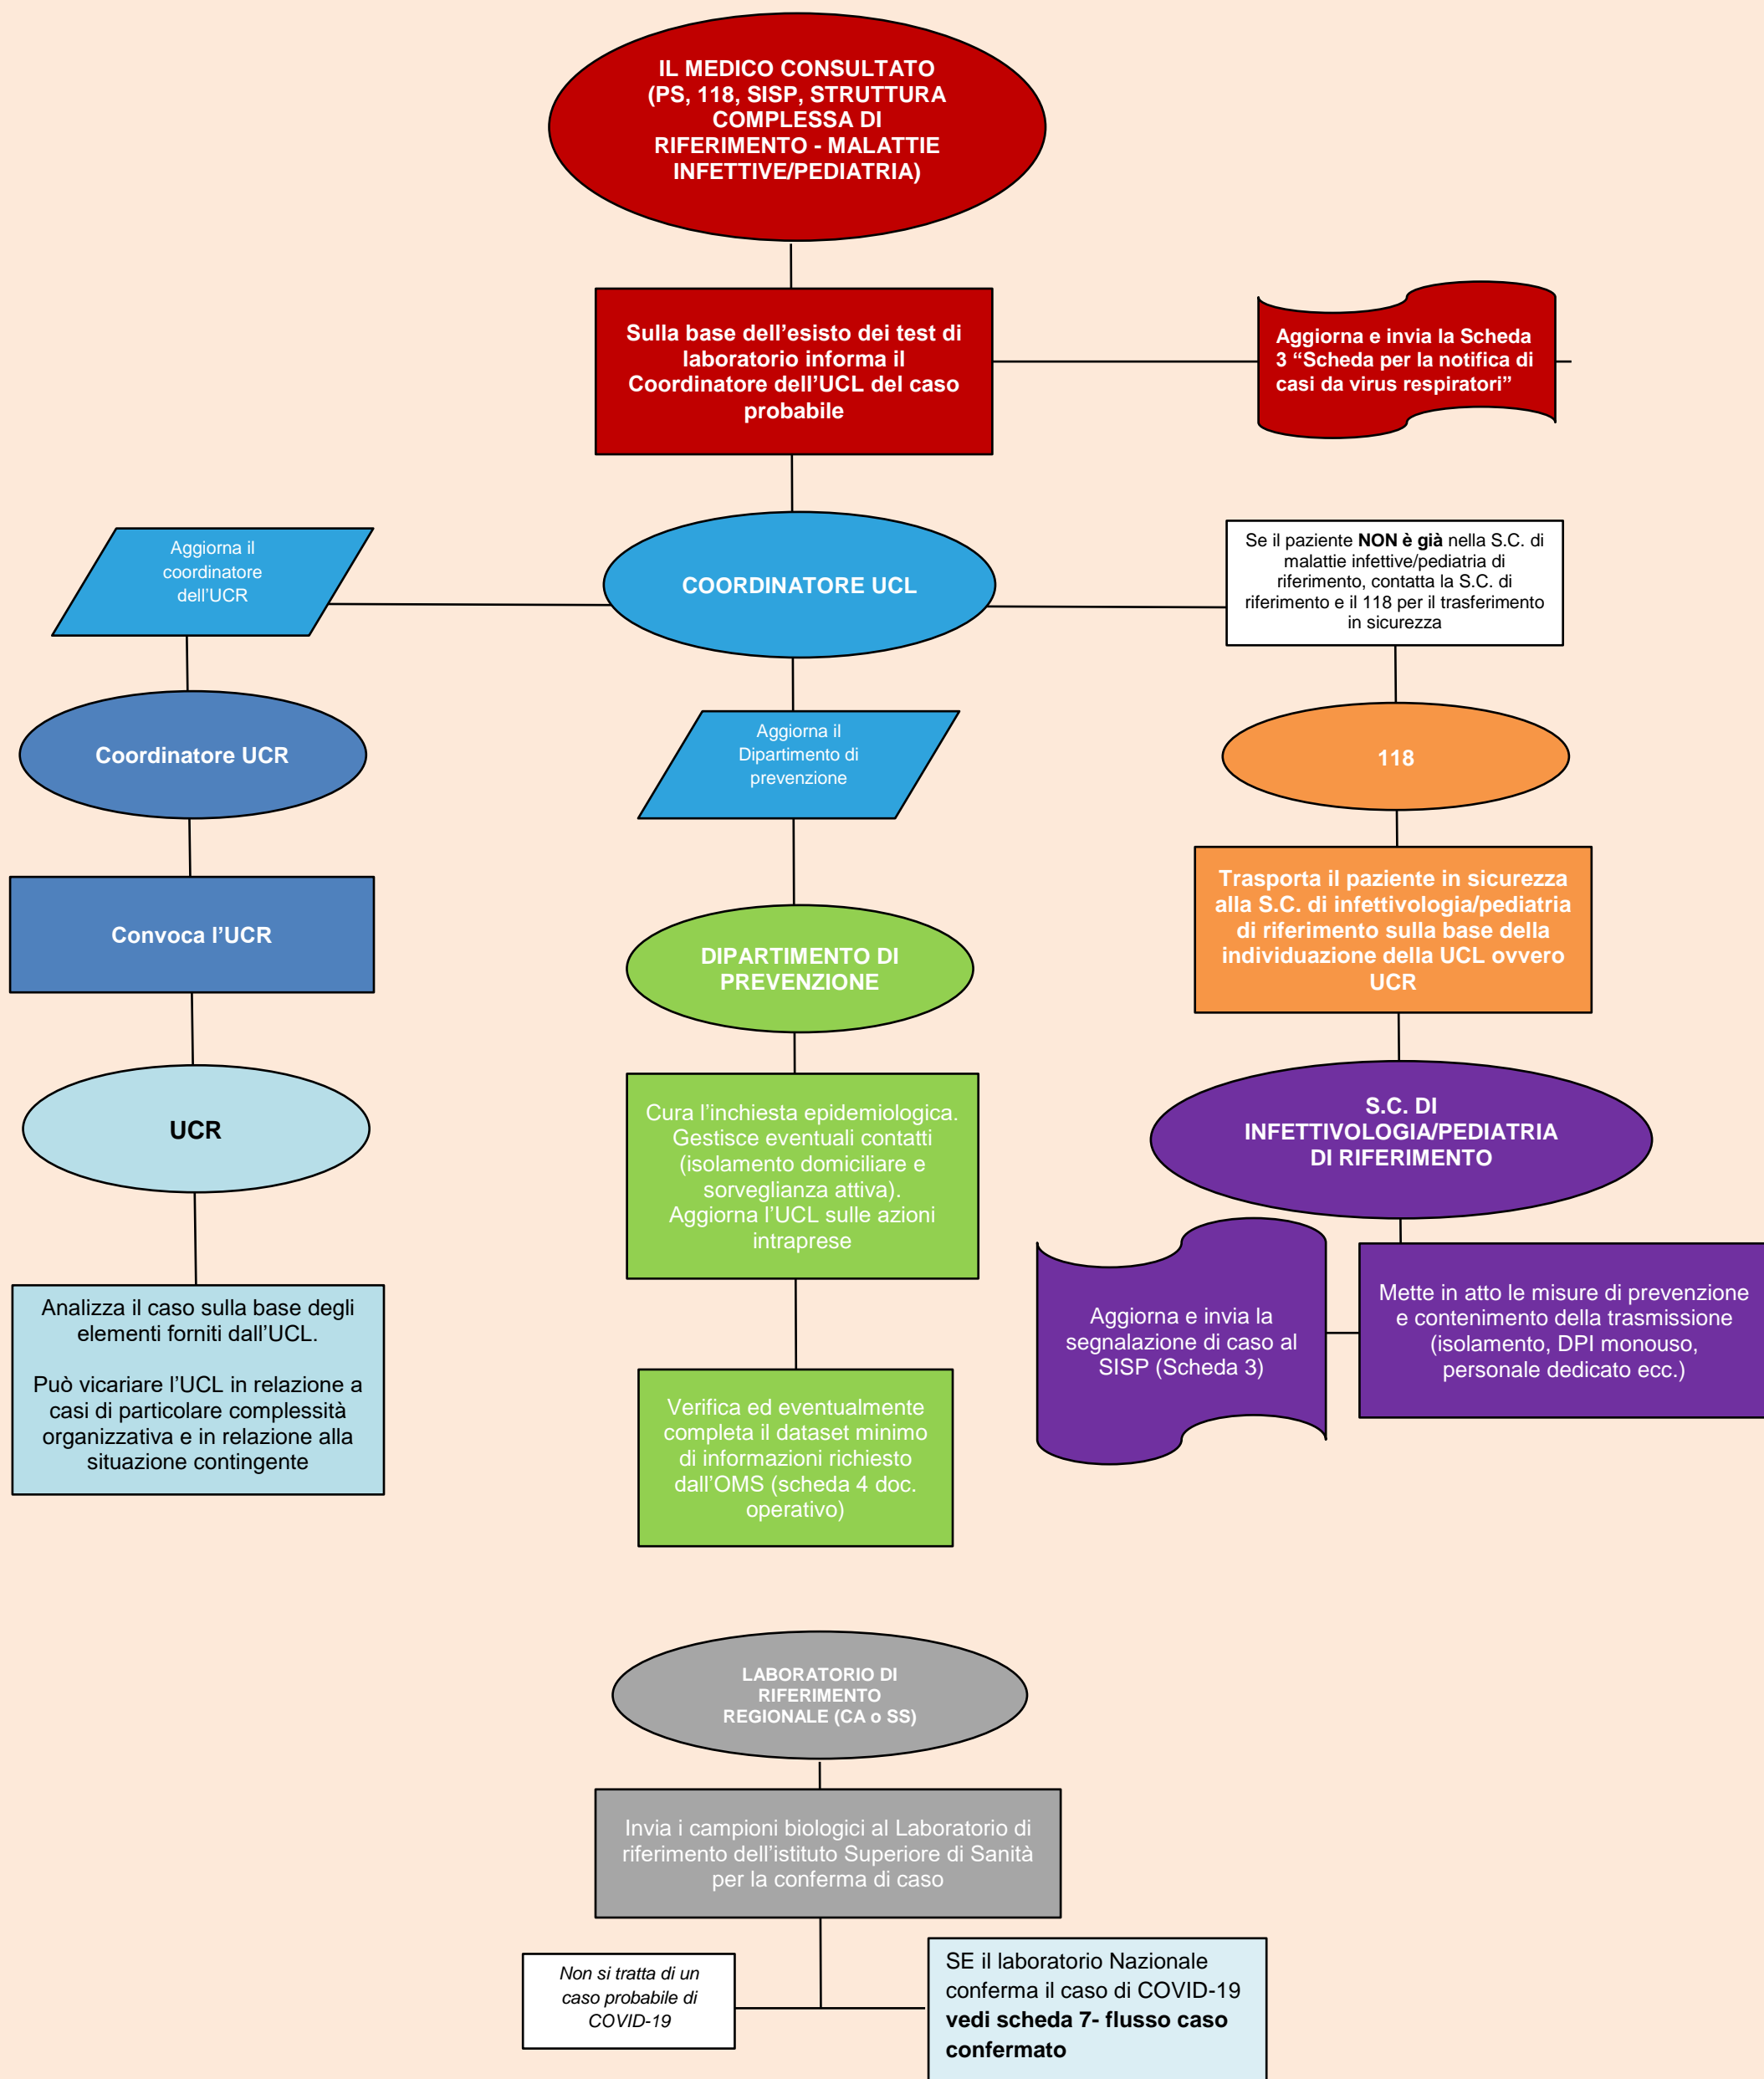 IL MEDICO CONSULTATO
(PS, 118, SISP, STRUTTURA
COMPLESSA DI
RIFERIMENTO - MALATTIE
INFETTIVE/PEDIATRIA)
Sulla base dell’esisto dei test di
laboratorio informa il
Coordinatore dell’UCL del caso
probabile
Aggiorna e invia la Scheda
3 “Scheda per la notifica di
casi da virus respiratori”
Aggiorna il
coordinatore
dell’UCR
COORDINATORE UCL
Se il paziente NON è già nella S.C. di
malattie infettive/pediatria di
riferimento, contatta la S.C. di
riferimento e il 118 per il trasferimento
in sicurezza
Coordinatore UCR
Aggiorna il
Dipartimento di
prevenzione
118
Convoca l’UCR
DIPARTIMENTO DI
PREVENZIONE
Trasporta il paziente in sicurezza
alla S.C. di infettivologia/pediatria
di riferimento sulla base della
individuazione della UCL ovvero
UCR
UCR
Cura l’inchiesta epidemiologica.
Gestisce eventuali contatti
(isolamento domiciliare e
sorveglianza attiva).
Aggiorna l’UCL sulle azioni
intraprese
S.C. DI
INFETTIVOLOGIA/PEDIATRIA
DI RIFERIMENTO
Analizza il caso sulla base degli
elementi forniti dall’UCL.
Può vicariare l’UCL in relazione a
casi di particolare complessità
organizzativa e in relazione alla
situazione contingente
Verifica ed eventualmente
completa il dataset minimo
di informazioni richiesto
dall’OMS (scheda 4 doc.
operativo)
Aggiorna e invia la
segnalazione di caso al
SISP (Scheda 3)
Mette in atto le misure di prevenzione
e contenimento della trasmissione
(isolamento, DPI monouso,
personale dedicato ecc.)
LABORATORIO DI
RIFERIMENTO
REGIONALE (CA o SS)
Invia i campioni biologici al Laboratorio di
riferimento dell’istituto Superiore di Sanità
per la conferma di caso
Non si tratta di un
caso probabile di
COVID-19
SE il laboratorio Nazionale
conferma il caso di COVID-19
vedi scheda 7- flusso caso
confermato